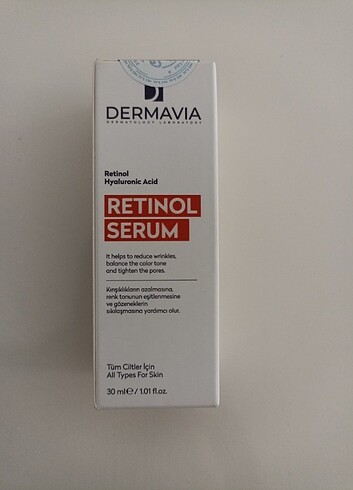 DERMAVIA
DERMATOLOGY LABORATORY
Retinol
Hyaluronic Acid
RETINOL
SERUM
It helps to reduce wrinkles,
balance the color tone
and tighten the pores.
Kırışıklıkların azalmasına,
renk tonunun eşitlenmesine
ve gözeneklerin
sıkılaşmasına yardımcı olur.
Tüm Ciltler İçin
All Types For Skin
30 ml℮ / 1.01 fl.oz.